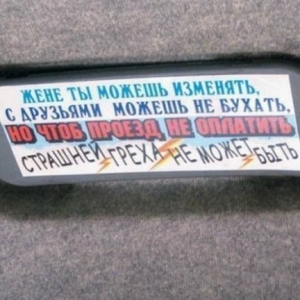 ЖЕНЕ ТЫ МОЖЕШЬ ИЗМЕНЯТЬ,
С ДРУЗЬЯМИ МОЖЕШЬ НЕ БУХАТЬ,
НО ЧТОБ ПРОЕЗД НЕ ОПЛАТИТЬ
СТРАШНЕЙ ГРЕХА НЕ МОЖЕТ БЫТЬ